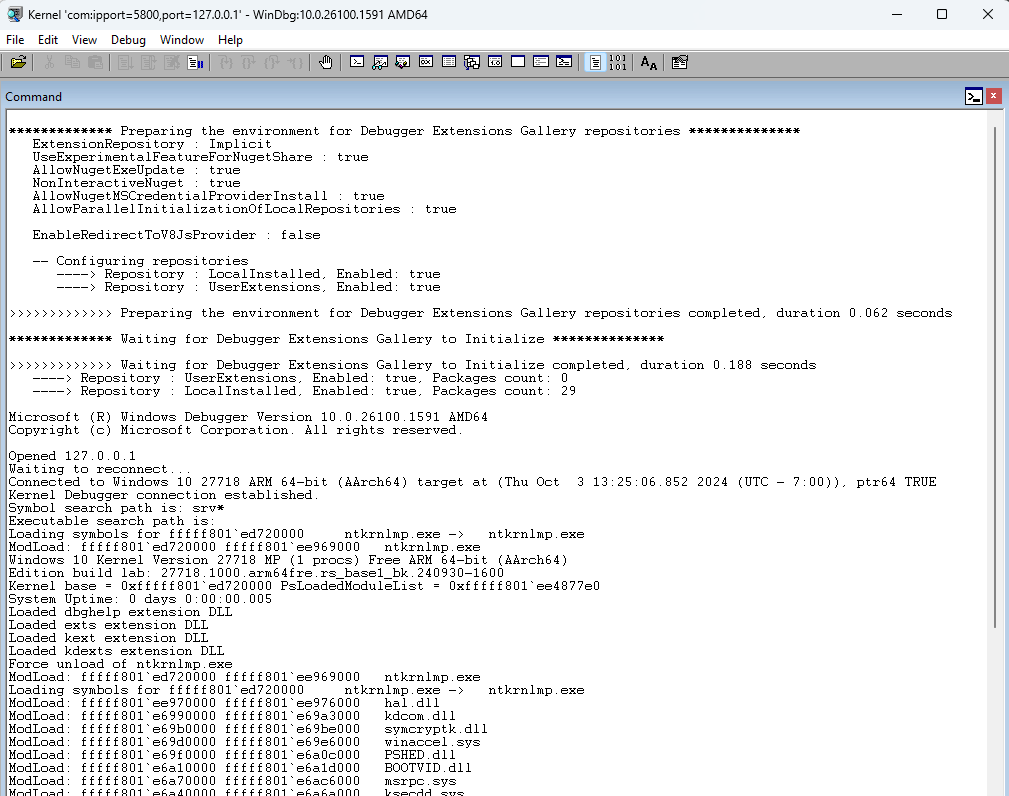 Kernel 'com:ipport=5800,port=127.0.0.1' - WinDbg:10.0.26100.1591 AMD64
File Edit View Debug Window Help
Command
************* Preparing the environment for Debugger Extensions Gallery repositories **************
ExtensionRepository : Implicit
UseExperimentalFeatureForNugetShare : true
AllowNugetExeUpdate : true
NonInteractiveNuget : true
AllowNugetMSCredentialProviderInstall : true
AllowParallelInitializationOfLocalRepositories : true
EnableRedirectToV8JsProvider : false
-- Configuring repositories
----> Repository : LocalInstalled, Enabled: true
----> Repository : UserExtensions, Enabled: true
>>>>>>>>>>>>> Preparing the environment for Debugger Extensions Gallery repositories completed, duration 0.062 seconds
************* Waiting for Debugger Extensions Gallery to Initialize **************
>>>>>>>>>>>>> Waiting for Debugger Extensions Gallery to Initialize completed, duration 0.188 seconds
----> Repository : UserExtensions, Enabled: true, Packages count: 0
----> Repository : LocalInstalled, Enabled: true, Packages count: 29
Microsoft (R) Windows Debugger Version 10.0.26100.1591 AMD64
Copyright (c) Microsoft Corporation. All rights reserved.
Opened 127.0.0.1
Waiting to reconnect...
Connected to Windows 10 27718 ARM 64-bit (AArch64) target at (Thu Oct  3 13:25:06.852 2024 (UTC - 7:00)), ptr64 TRUE
Kernel Debugger connection established.
Symbol search path is: srv*
Executable search path is:
Loading symbols for fffff801`ed720000     ntkrnlmp.exe ->   ntkrnlmp.exe
ModLoad: fffff801`ed720000 fffff801`ee969000   ntkrnlmp.exe
Windows 10 Kernel Version 27718 MP (1 procs) Free ARM 64-bit (AArch64)
Edition build lab: 27718.1000.arm64fre.rs_base1_bk.240930-1600
Kernel base = 0xfffff801`ed720000 PsLoadedModuleList = 0xfffff801`ee4877e0
System Uptime: 0 days 0:00:00.005
Loaded dbghelp extension DLL
Loaded exts extension DLL
Loaded kext extension DLL
Loaded kdexts extension DLL
Force unload of ntkrnlmp.exe
ModLoad: fffff801`ed720000 fffff801`ee969000   ntkrnlmp.exe
Loading symbols for fffff801`ed720000     ntkrnlmp.exe ->   ntkrnlmp.exe
ModLoad: fffff801`ee970000 fffff801`ee976000   hal.dll
ModLoad: fffff801`e6990000 fffff801`e69a3000   kdcom.dll
ModLoad: fffff801`e69b0000 fffff801`e69be000   symcryptk.dll
ModLoad: fffff801`e69d0000 fffff801`e69e6000   winaccel.sys
ModLoad: fffff801`e69f0000 fffff801`e6a0c000   PSHED.dll
ModLoad: fffff801`e6a10000 fffff801`e6a1d000   BOOTVID.dll
ModLoad: fffff801`e6a70000 fffff801`e6ac6000   msrpc.sys
ModLoad: fffff801`e6a40000 fffff801`e6a6a000   ksecdd.sys